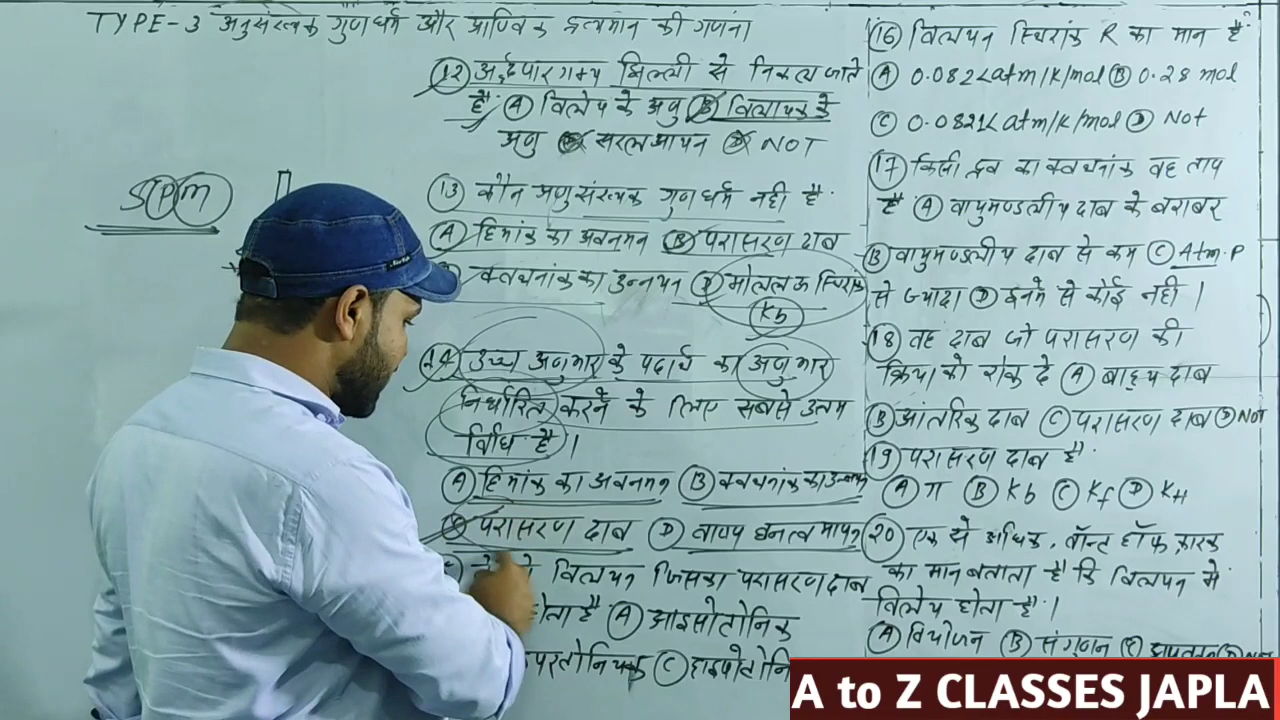 TYPE-3 अनुसंख्यक गुणधर्म और आण्विक द्रव्यमान की गणना
(12) अर्द्धपारगम्य झिल्ली से निकल जाते
है: (A) विलेय के अणु (B) विलायक के
अणु (C) सरल आयन (D) NOT
SPM
(13) कौन अणुसंख्यक गुणधर्म नही है:
(A) हिमांक का अवनमन (B) परासरण दाब
क्वथनांक का उन्नयन (D) मोललक स्थिरांक
Kb
(14) उच्च अणुभार के पदार्थ का अणुभार
निर्धारित करने के लिए सबसे उत्तम
विधि है।
(A) हिमांक का अवनमन (B) क्वथनांक का उन्नयन
(C) परासरण दाब (D) वाष्प घनत्व मापन
विलयन जिसका परासरण दाब
होता है (A) आइसोटोनिक
(C) हाइपोटोनि
(16) विलयन स्थिरांक R का मान है:
(A) 0.082Latm/K/mol (B) 0.28 mol
(C) 0.0821L atm/K/mol (D) Not
(17) किसी द्रव का क्वथनांक वह ताप
है (A) वायुमण्डलीय दाब के बराबर
(B) वायुमण्डलीय दाब से कम (C) Atm.P
से ज्यादा (D) इनमे से कोई नही।
(18) वह दाब जो परासरण की
क्रिया को रोक दे (A) बाह्य दाब
(B) आंतरिक दाब (C) परासरण दाब (D) NOT
(19) परासरण दाब है:
(A) π (B) Kb (C) Kf (D) KH
(20) एक से अधिक, वॉन्ट हॉफ कारक
का मान बताता है कि विलयन मे
विलेय होता है।
(A) वियोजन (B) संगुणन (C)
A to Z CLASSES JAPLA